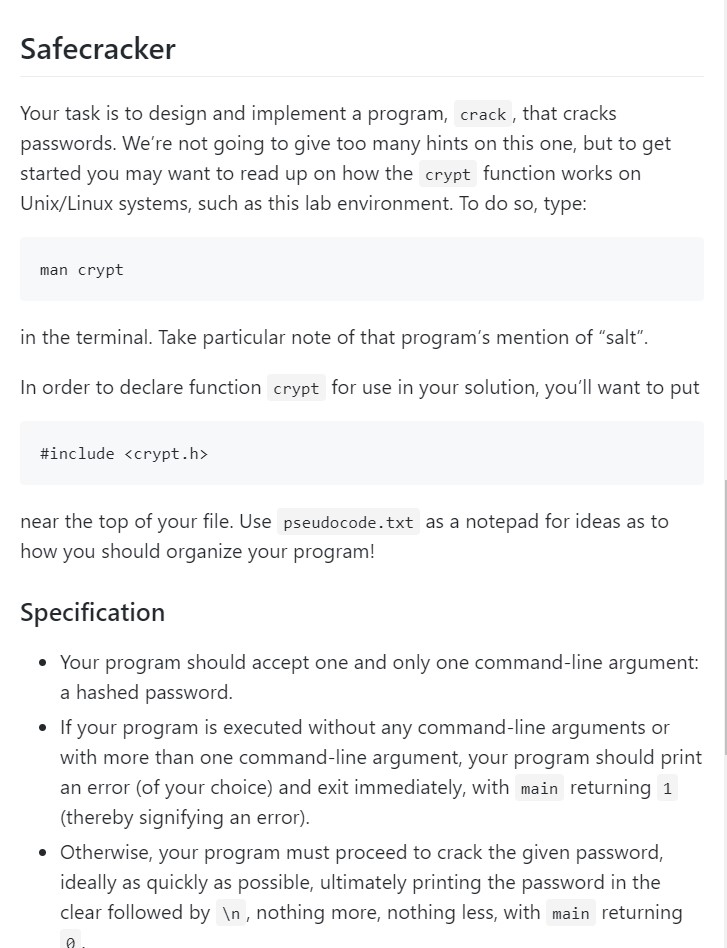 Safecracker
Your task is to design and implement a program, crack, that cracks
passwords. We’re not going to give too many hints on this one, but to get
started you may want to read up on how the crypt function works on
Unix/Linux systems, such as this lab environment. To do so, type:
man crypt
in the terminal. Take particular note of that program’s mention of “salt”.
In order to declare function crypt for use in your solution, you’ll want to put
#include <crypt.h>
near the top of your file. Use pseudocode.txt as a notepad for ideas as to
how you should organize your program!
Specification
• Your program should accept one and only one command-line argument:
a hashed password.
• If your program is executed without any command-line arguments or
with more than one command-line argument, your program should print
an error (of your choice) and exit immediately, with main returning 1
(thereby signifying an error).
• Otherwise, your program must proceed to crack the given password,
ideally as quickly as possible, ultimately printing the password in the
clear followed by \n, nothing more, nothing less, with main returning
0.